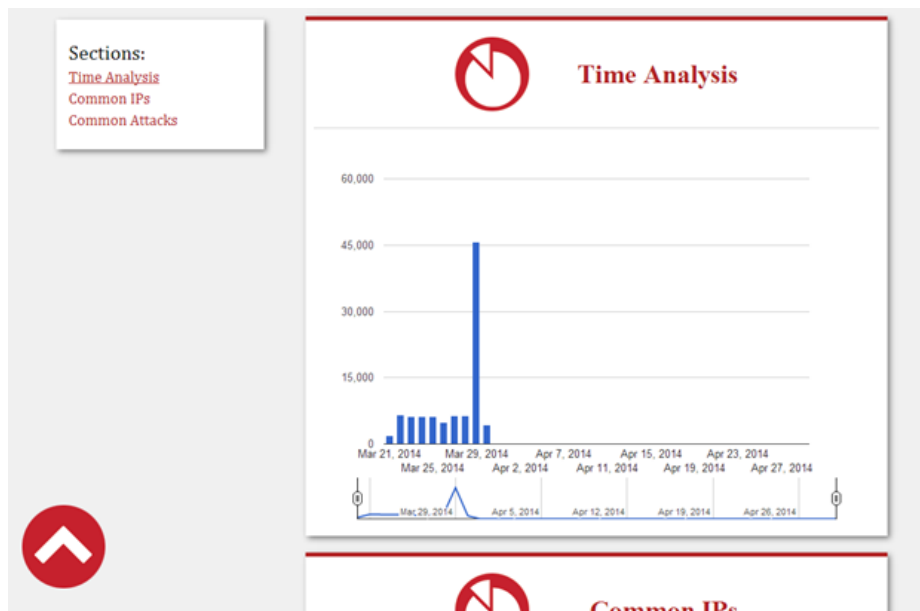 Sections:
Time Analysis
Common IPs
Common Attacks
Time Analysis
60,000
45,000
30,000
15,000
0
Mar 21, 2014 Mar 29, 2014 Apr 7, 2014 Apr 15, 2014 Apr 23, 2014
Mar 25, 2014 Apr 2, 2014 Apr 11, 2014 Apr 19, 2014 Apr 27, 2014
Mar 29, 2014 Apr 5, 2014 Apr 12, 2014 Apr 19, 2014 Apr 26, 2014
Common IPs